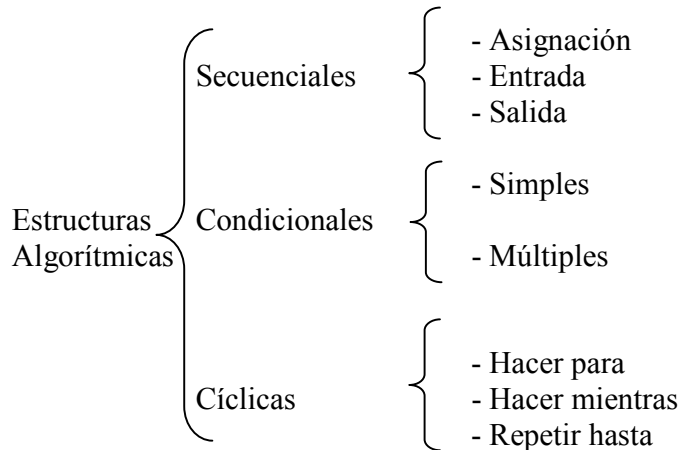 Estructuras
Algorítmicas
Secuenciales
- Asignación
- Entrada
- Salida
Condicionales
- Simples
- Múltiples
Cíclicas
- Hacer para
- Hacer mientras
- Repetir hasta